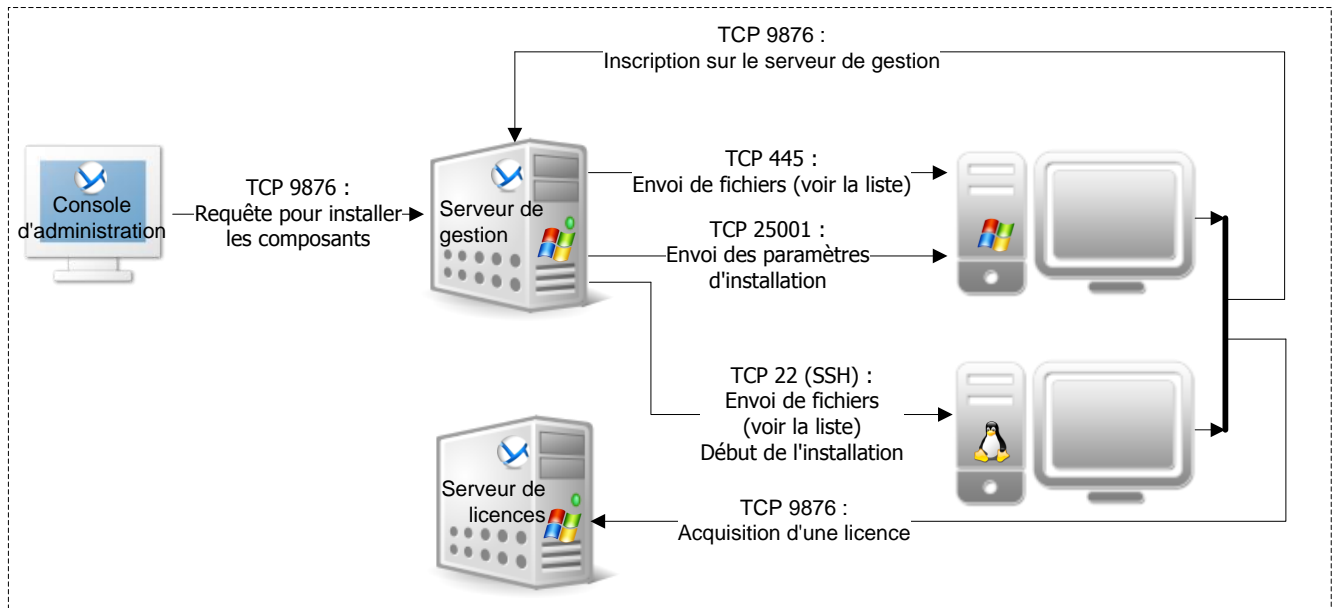 TCP 9876 :
Inscription sur le serveur de gestion
Console
d'administration
TCP 9876 :
Requête pour installer
les composants
Serveur de
gestion
TCP 445 :
Envoi de fichiers (voir la liste)
TCP 25001 :
Envoi des paramètres
d'installation
TCP 22 (SSH) :
Envoi de fichiers
(voir la liste)
Début de l'installation
Serveur de
licences
TCP 9876 :
Acquisition d'une licence